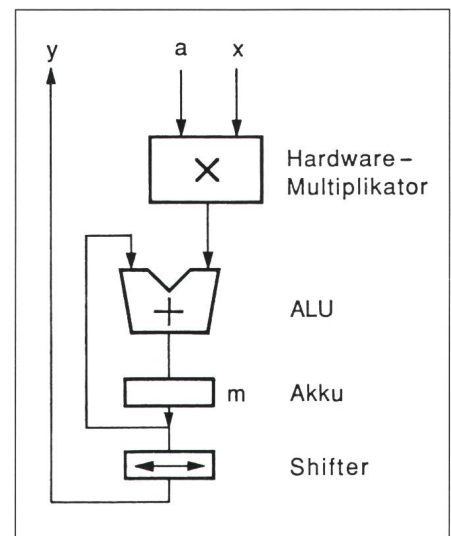 y a x
×
Hardware-
Multiplikator
+
ALU
m Akku
Shifter